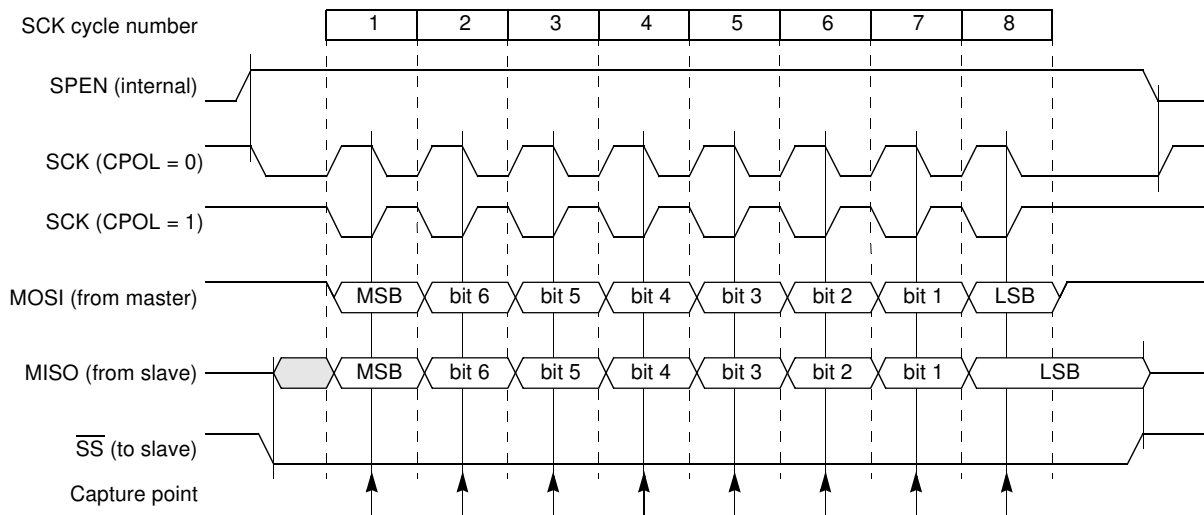 SCK cycle number 1 2 3 4 5 6 7 8
SPEN (internal)
SCK (CPOL = 0)
SCK (CPOL = 1)
MOSI (from master) MSB bit 6 bit 5 bit 4 bit 3 bit 2 bit 1 LSB
MISO (from slave) MSB bit 6 bit 5 bit 4 bit 3 bit 2 bit 1 LSB
S̅S̅ (to slave)
Capture point